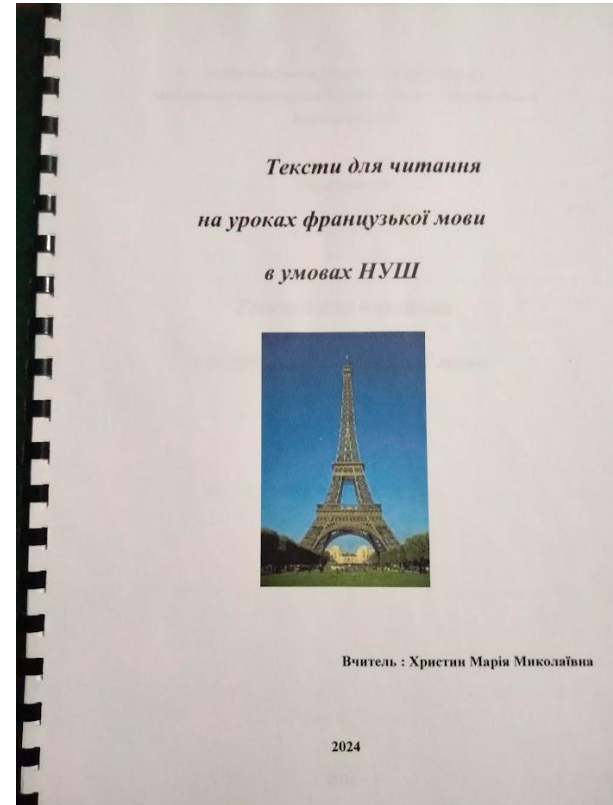 Тексти для читання
на уроках французької мови
в умовах НУШ
Вчитель : Христин Марія Миколаївна
2024